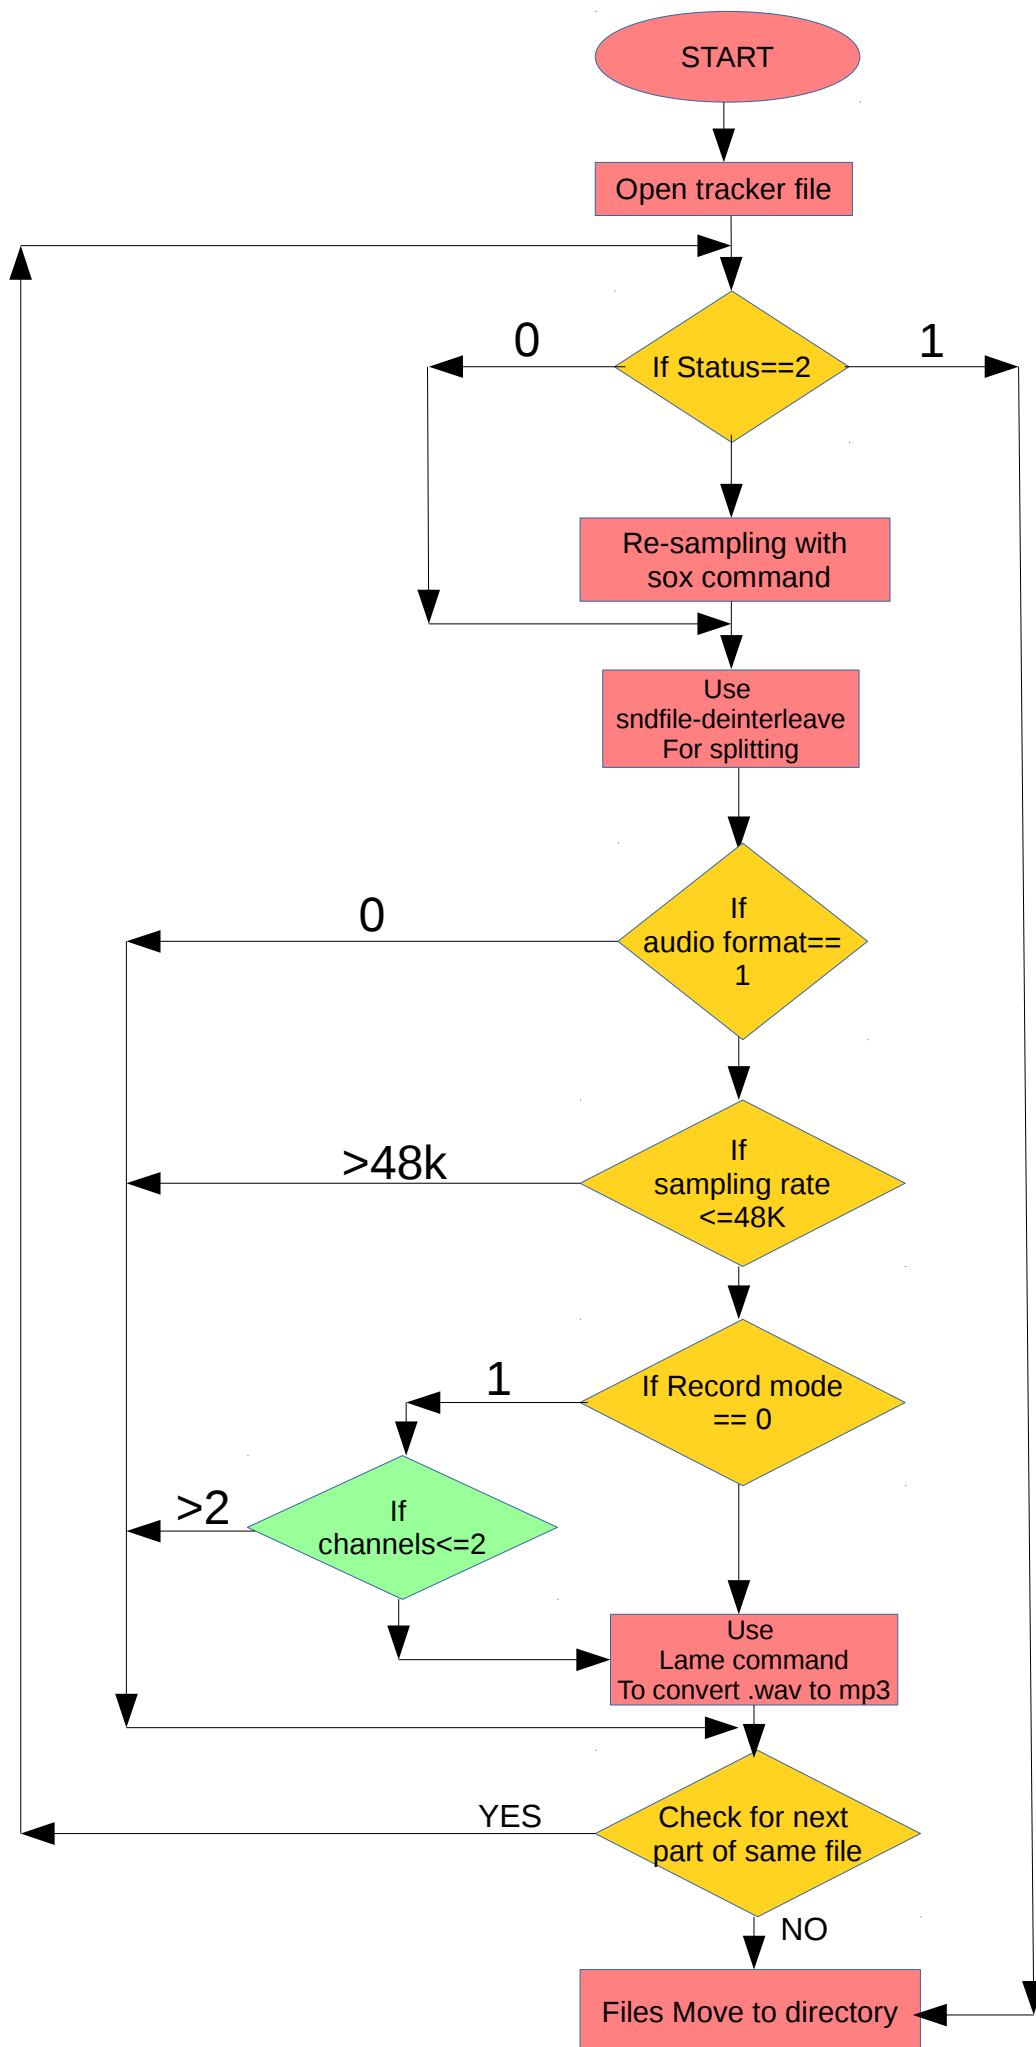 START
Open tracker file
0
1
If Status==2
Re-sampling with
sox command
Use
sndfile-deinterleave
For splitting
0
If
audio format==
1
>48k
If
sampling rate
<=48K
1
If Record mode
== 0
>2
If
channels<=2
Use
Lame command
To convert .wav to mp3
YES
Check for next
part of same file
NO
Files Move to directory